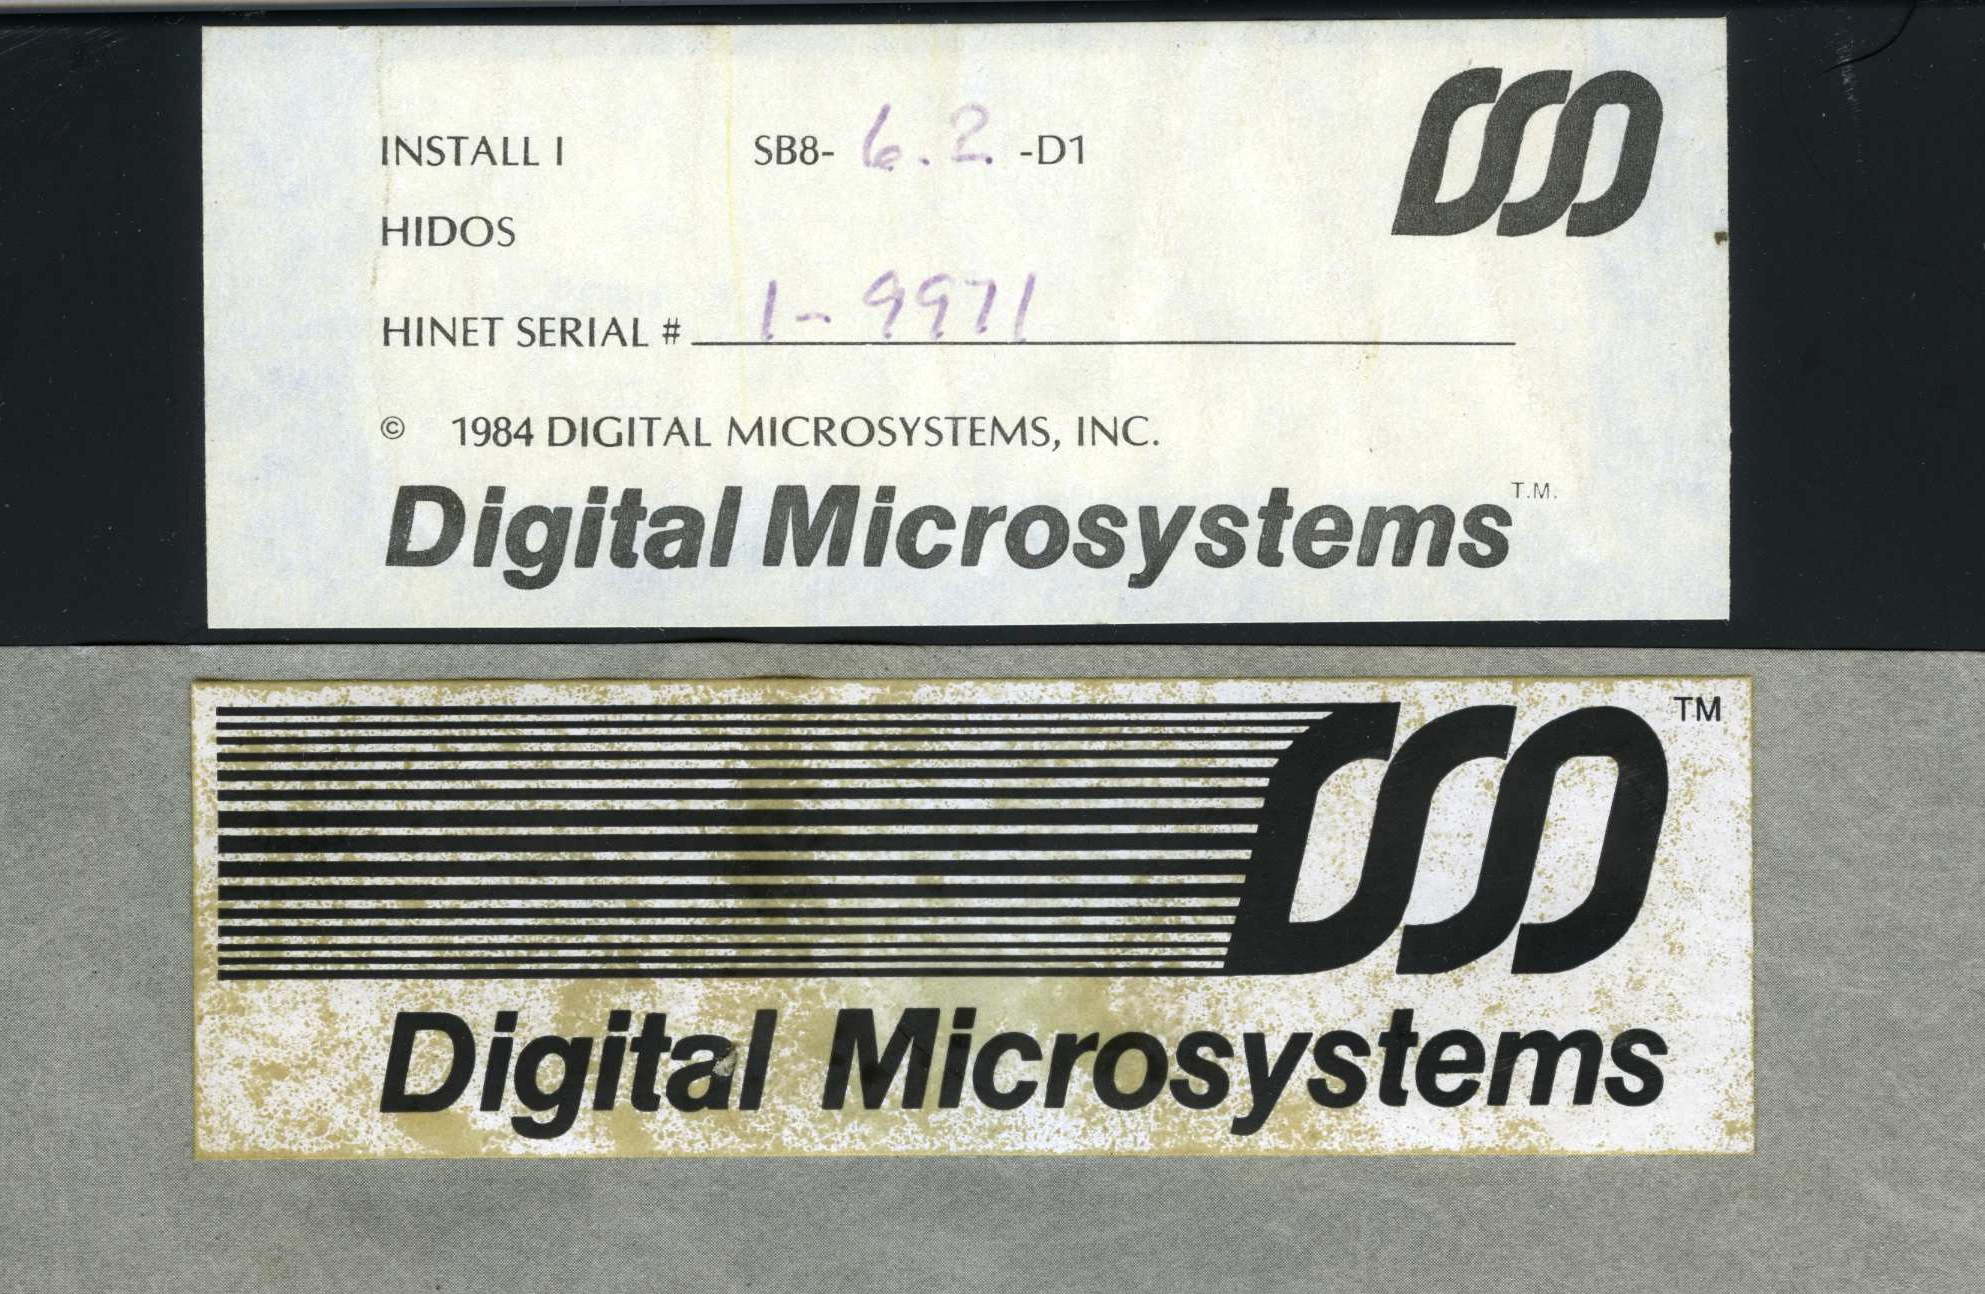 INSTALL I SB8- 6.2 -D1
HIDOS
HINET SERIAL # 1-9971
© 1984 DIGITAL MICROSYSTEMS, INC.
Digital Microsystems T.M.
TM
Digital Microsystems